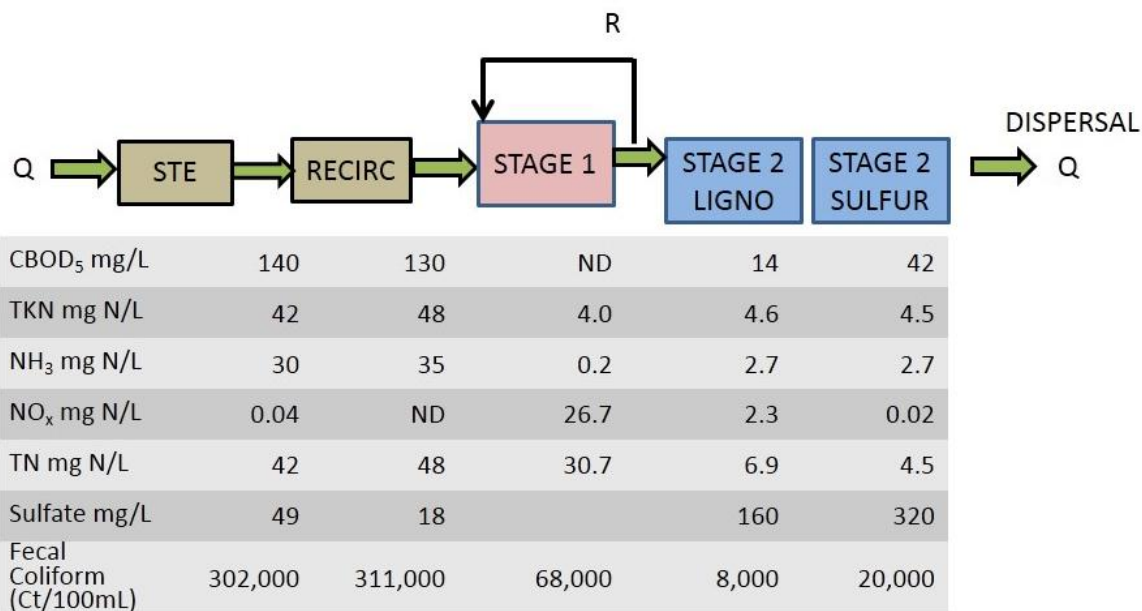 R
DISPERSAL
Q
STE
RECIRC
STAGE 1
STAGE 2
LIGNO
STAGE 2
SULFUR
Q
CBOD₅ mg/L 140 130 ND 14 42
TKN mg N/L 42 48 4.0 4.6 4.5
NH₃ mg N/L 30 35 0.2 2.7 2.7
NOₓ mg N/L 0.04 ND 26.7 2.3 0.02
TN mg N/L 42 48 30.7 6.9 4.5
Sulfate mg/L 49 18 160 320
Fecal
Coliform 302,000 311,000 68,000 8,000 20,000
(Ct/100mL)